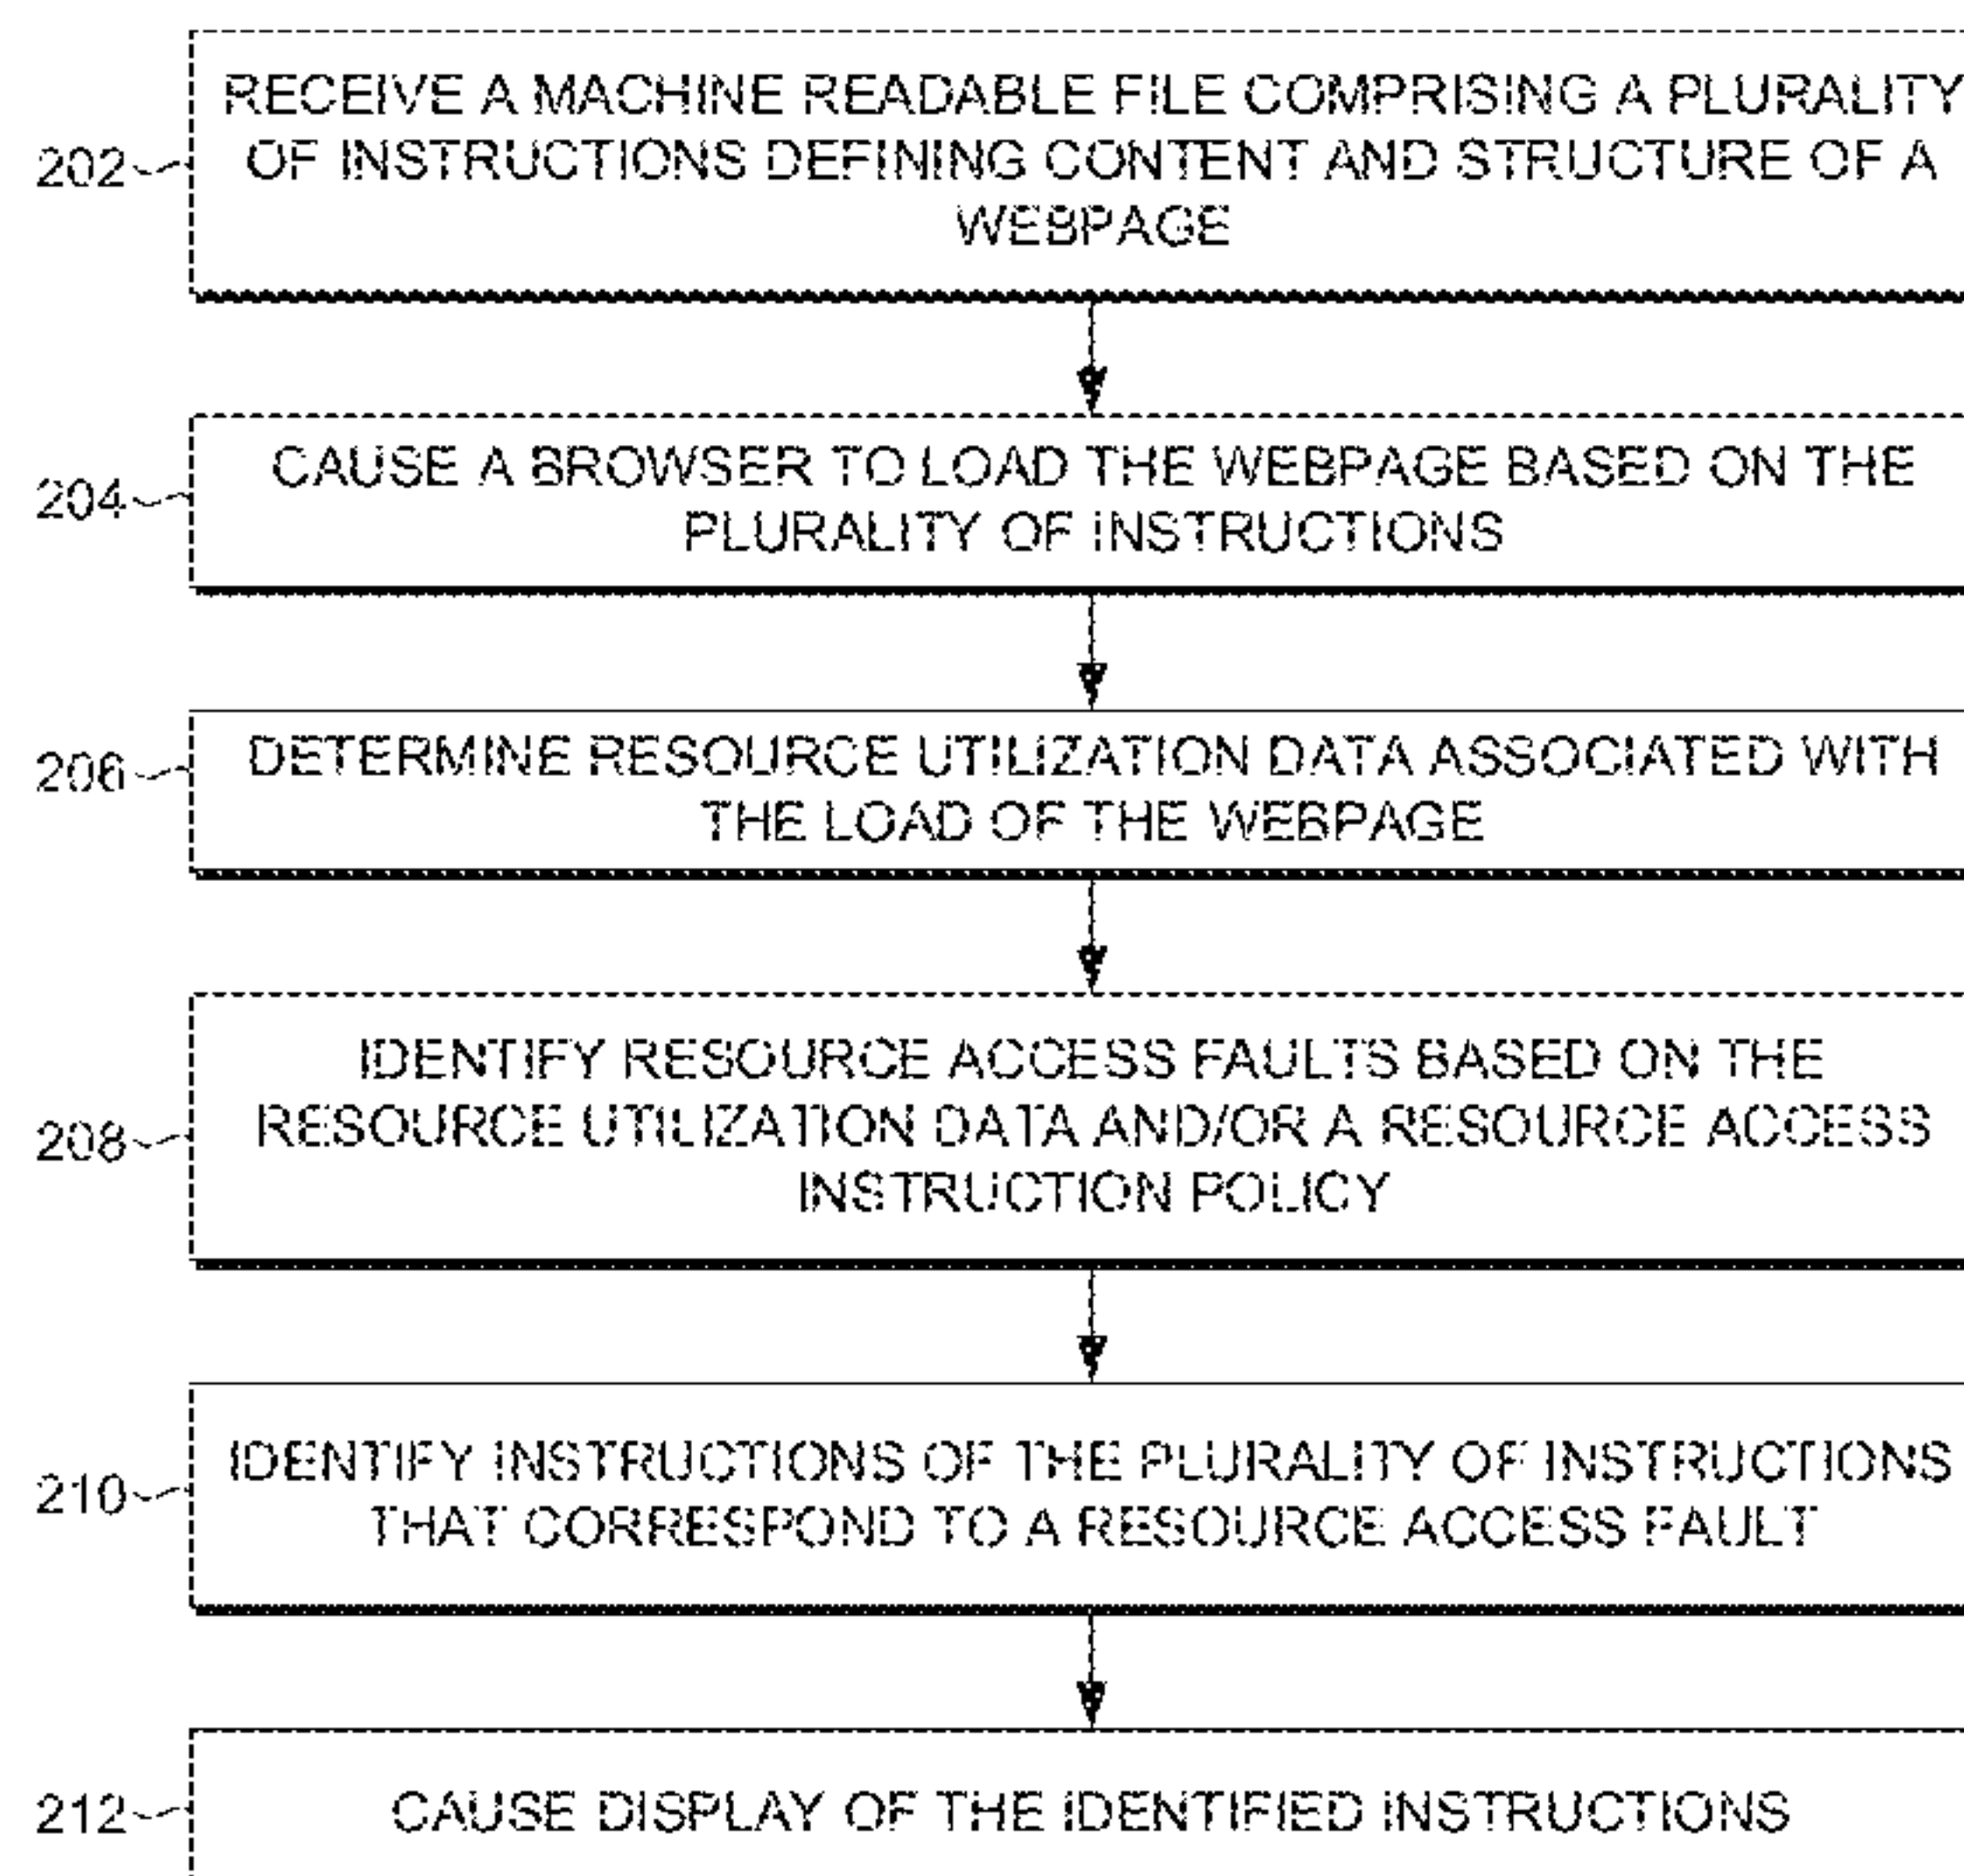 RECEIVE A MACHINE READABLE FILE COMPRISING A PLURALITY
202 OF INSTRUCTIONS DEFINING CONTENT AND STRUCTURE OF A
WEBPAGE
CAUSE A BROWSER TO LOAD THE WEBPAGE BASED ON THE
204
PLURALITY OF INSTRUCTIONS
206 DETERMINE RESOURCE UTILIZATION DATA ASSOCIATED WITH
THE LOAD OF THE WEBPAGE
IDENTIFY RESOURCE ACCESS FAULTS BASED ON THE
208 RESOURCE UTILIZATION DATA AND/OR A RESOURCE ACCESS
INSTRUCTION POLICY
IDENTIFY INSTRUCTIONS OF THE PLURALITY OF INSTRUCTIONS
210
THAT CORRESPOND TO A RESOURCE ACCESS FAULT
212 CAUSE DISPLAY OF THE IDENTIFIED INSTRUCTIONS